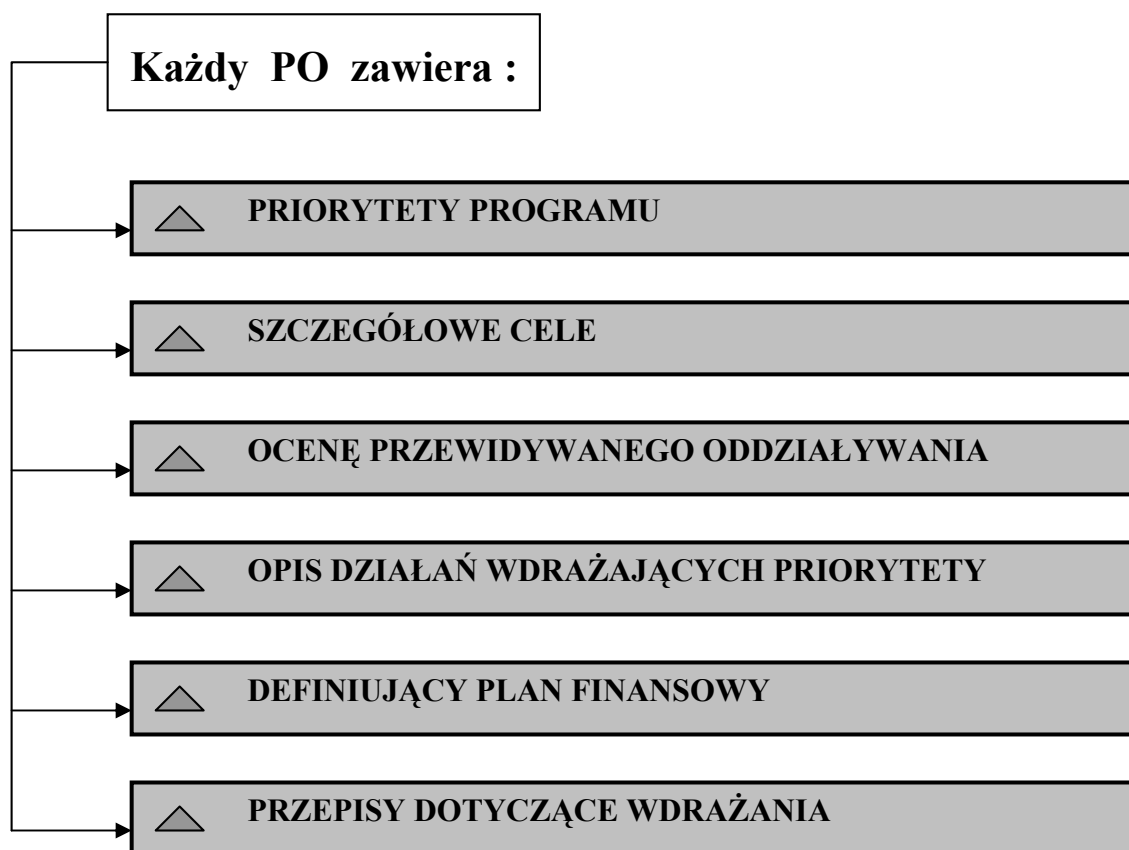 Każdy PO zawiera :
PRIORYTETY PROGRAMU
SZCZEGÓŁOWE CELE
OCENĘ PRZEWIDYWANEGO ODDZIAŁYWANIA
OPIS DZIAŁAŃ WDRAŻAJĄCYCH PRIORYTETY
DEFINIUJĄCY PLAN FINANSOWY
PRZEPISY DOTYCZĄCE WDRAŻANIA